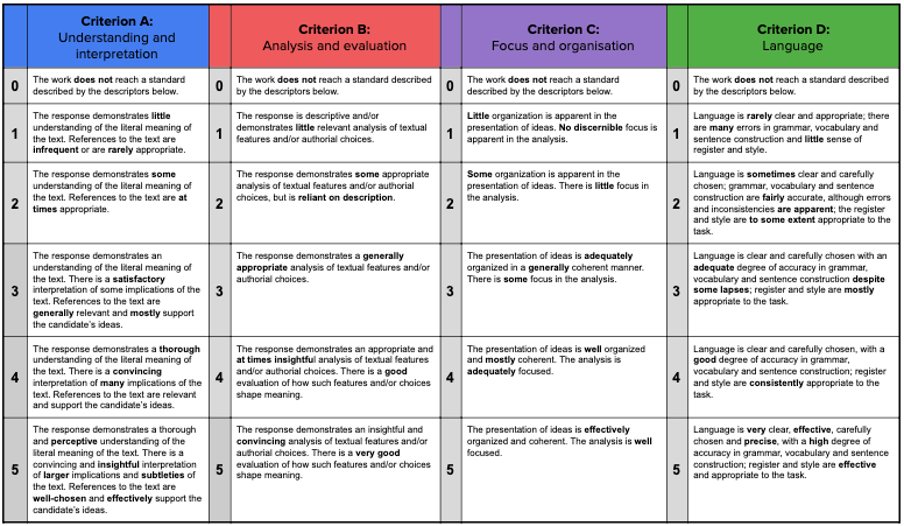 Criterion A:
Understanding and
interpretation
Criterion B:
Analysis and evaluation
Criterion C:
Focus and organisation
Criterion D:
Language
0
The work does not reach a standard
described by the descriptors below.
0
The work does not reach a standard described
by the descriptors below.
0
The work does not reach a standard
described by the descriptors below.
0
The work does not reach a standard described
by the descriptors below.
1
The response demonstrates little
understanding of the literal meaning of
the text. References to the text are
infrequent or are rarely appropriate.
1
The response is descriptive and/or
demonstrates little relevant analysis of textual
features and/or authorial choices.
1
Little organization is apparent in the
presentation of ideas. No discernible focus is
apparent in the analysis.
1
Language is rarely clear and appropriate; there
are many errors in grammar, vocabulary and
sentence construction and little sense of
register and style.
2
The response demonstrates some
understanding of the literal meaning of
the text. References to the text are at
times appropriate.
2
The response demonstrates some appropriate
analysis of textual features and/or authorial
choices, but is reliant on description.
2
Some organization is apparent in the
presentation of ideas. There is little focus in
the analysis.
2
Language is sometimes clear and carefully
chosen; grammar, vocabulary and sentence
construction are fairly accurate, although errors
and inconsistencies are apparent; the register
and style are to some extent appropriate to the
task.
3
The response demonstrates an
understanding of the literal meaning of
the text. There is a satisfactory
interpretation of some implications of the
text. References to the text are
generally relevant and mostly support
the candidate's ideas.
3
The response demonstrates a generally
appropriate analysis of textual features and/or
authorial choices.
3
The presentation of ideas is adequately
organized in a generally coherent manner.
There is some focus in the analysis.
3
Language is clear and carefully chosen with an
adequate degree of accuracy in grammar,
vocabulary and sentence construction despite
some lapses; register and style are mostly
appropriate to the task.
4
The response demonstrates a thorough
understanding of the literal meaning of
the text. There is a convincing
interpretation of many implications of the
text. References to the text are relevant
and support the candidate's ideas.
4
The response demonstrates an appropriate and
at times insightful analysis of textual features
and/or authorial choices. There is a good
evaluation of how such features and/or choices
shape meaning.
4
The presentation of ideas is well organized
and mostly coherent. The analysis is
adequately focused.
4
Language is clear and carefully chosen, with a
good degree of accuracy in grammar,
vocabulary and sentence construction; register
and style are consistently appropriate to the
task.
5
The response demonstrates a thorough
and perceptive understanding of the
literal meaning of the text. There is a
convincing and insightful interpretation
of larger implications and subtleties of
the text. References to the text are
well-chosen and effectively support the
candidate's ideas.
5
The response demonstrates an insightful and
convincing analysis of textual features and/or
authorial choices. There is a very good
evaluation of how such features and/or choices
shape meaning.
5
The presentation of ideas is effectively
organized and coherent. The analysis is well
focused.
5
Language is very clear, effective, carefully
chosen and precise, with a high degree of
accuracy in grammar, vocabulary and sentence
construction; register and style are effective
and appropriate to the task.